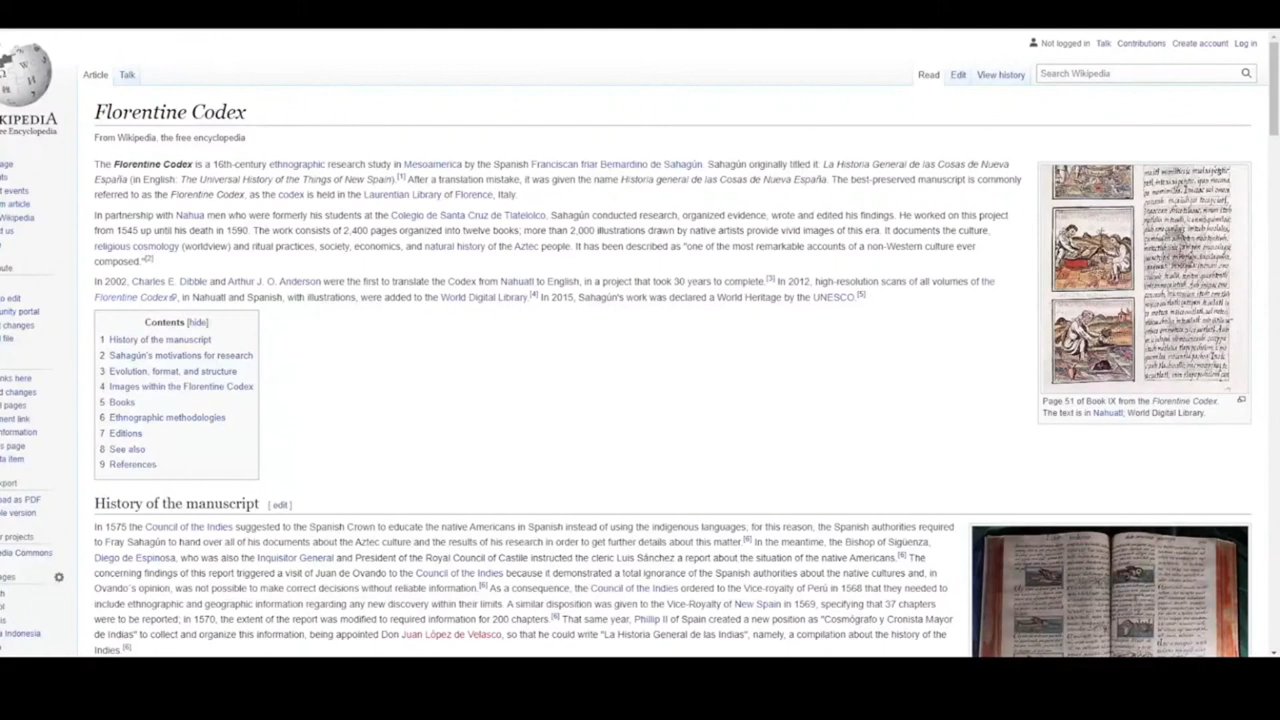 Not logged in Talk Contributions Create account Log in
Article Talk
Read Edit View history
Search Wikipedia
Florentine Codex
From Wikipedia, the free encyclopedia
The Florentine Codex is a 16th-century ethnographic research study in Mesoamerica by the Spanish Franciscan friar Bernardino de Sahagún. Sahagún originally titled it: La Historia General de las Cosas de Nueva
España (in English: The Universal History of the Things of New Spain).[1] After a translation mistake, it was given the name Historia general de las Cosas de Nueva España. The best-preserved manuscript is commonly
referred to as the Florentine Codex, as the codex is held in the Laurentian Library of Florence, Italy.
In partnership with Nahua men who were formerly his students at the Colegio de Santa Cruz de Tlatelolco, Sahagún conducted research, organized evidence, wrote and edited his findings. He worked on this project
from 1545 up until his death in 1590. The work consists of 2,400 pages organized into twelve books; more than 2,000 illustrations drawn by native artists provide vivid images of this era. It documents the culture,
religious cosmology (worldview) and ritual practices, society, economics, and natural history of the Aztec people. It has been described as "one of the most remarkable accounts of a non-Western culture ever
composed."[2]
In 2002, Charles E. Dibble and Arthur J. O. Anderson were the first to translate the Codex from Nahuatl to English, in a project that took 30 years to complete.[3] In 2012, high-resolution scans of all volumes of the
Florentine Codex, in Nahuatl and Spanish, with illustrations, were added to the World Digital Library.[4] In 2015, Sahagún's work was declared a World Heritage by the UNESCO.[5]
Page 51 of Book IX from the Florentine Codex.
The text is in Nahuatl; World Digital Library.
Contents [hide]
1 History of the manuscript
2 Sahagún's motivations for research
3 Evolution, format, and structure
4 Images within the Florentine Codex
5 Books
6 Ethnographic methodologies
7 Editions
8 See also
9 References
History of the manuscript [ edit ]
In 1575 the Council of the Indies suggested to the Spanish Crown to educate the native Americans in Spanish instead of using the indigenous languages, for this reason, the Spanish authorities required
to Fray Sahagún to hand over all of his documents about the Aztec culture and the results of his research in order to get further details about this matter.[6] In the meantime, the Bishop of Sigüenza,
Diego de Espinosa, who was also the Inquisitor General and President of the Royal Council of Castile instructed the cleric Luis Sánchez a report about the situation of the native Americans.[6] The
concerning findings of this report triggered a visit of Juan de Ovando to the Council of the Indies because it demonstrated a total ignorance of the Spanish authorities about the native cultures and, in
Ovando´s opinion, was not possible to make correct decisions without reliable information.[6] As a consequence, the Council of the Indies ordered to the Vice-royalty of Perú in 1568 that they needed to
include ethnographic and geographic information regarding any new discovery within their limits. A similar disposition was given to the Vice-Royalty of New Spain in 1569, specifying that 37 chapters
were to be reported; in 1570, the extent of the report was modified to required information for 200 chapters.[6] That same year, Phillip II of Spain created a new position as "Cosmógrafo y Cronista Mayor
de Indias" to collect and organize this information, being appointed Don Juan López de Velasco, so that he could write "La Historia General de las Indias", namely, a compilation about the history of the
Indies.[6]